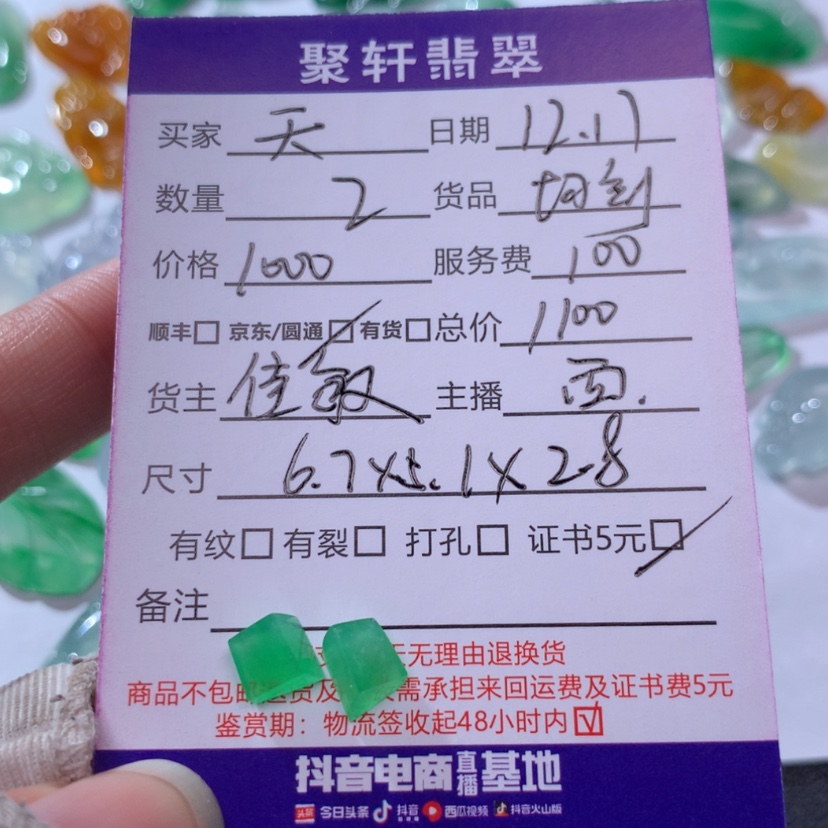 聚轩翡翠
买家 天 日期 12.17
数量 2 货品 切割
价格 1000 服务费 100
顺丰□ 京东/圆通☑ 有货□ 总价 1100
货主 佳敏 主播 西.
尺寸 6.7x5.1x2.8
有纹□ 有裂□ 打孔□ 证书5元☑
备注
无理由退换货
商品不包邮退货及需承担来回运费及证书费5元
鉴赏期：物流签收起48小时内☑
抖音电商直播基地
头条 今日头条 抖音 西瓜视频 抖音火山版